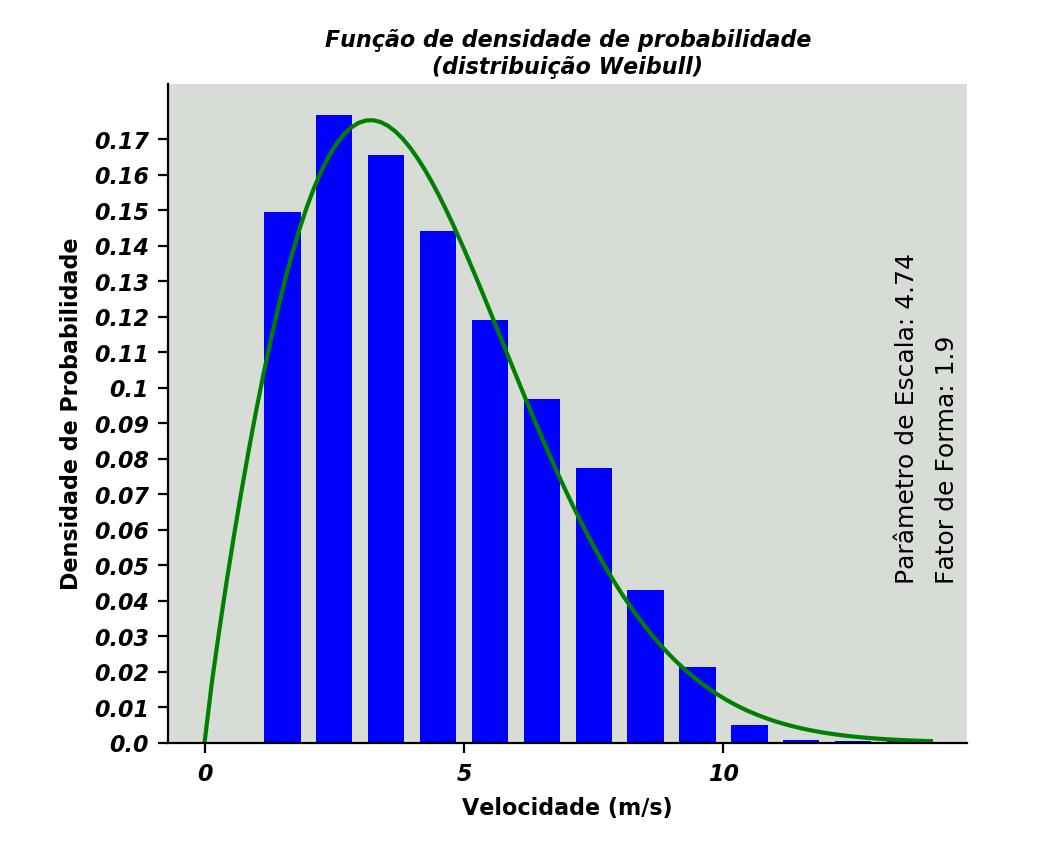 Função de densidade de probabilidade
(distribuição Weibull)
Densidade de Probabilidade
0.17
0.16
0.15
0.14
0.13
0.12
0.11
0.1
0.09
0.08
0.07
0.06
0.05
0.04
0.03
0.02
0.01
0.0
0 5 10
Velocidade (m/s)
Parâmetro de Escala: 4.74
Fator de Forma: 1.9